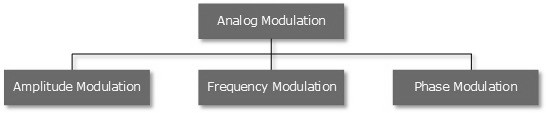 Analog Modulation
Amplitude Modulation
Frequency Modulation
Phase Modulation